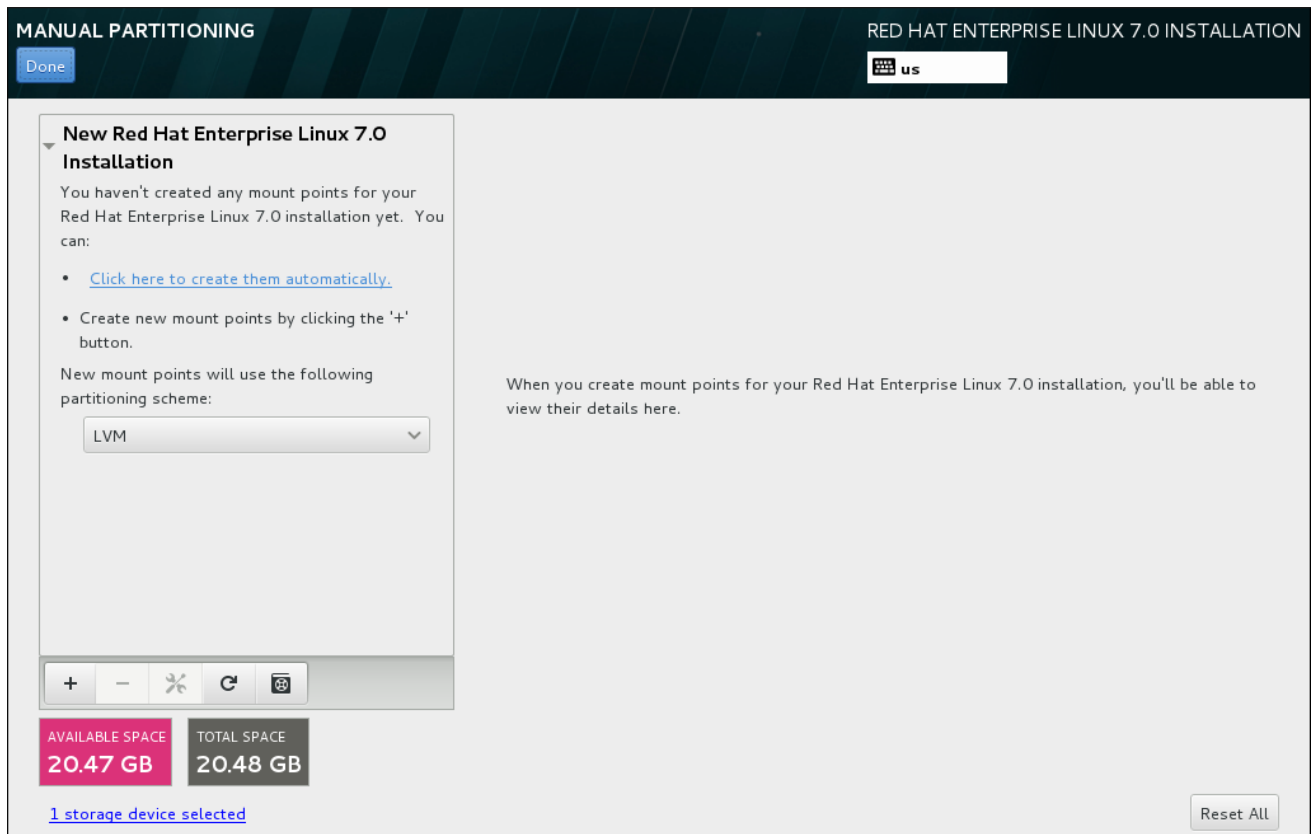 MANUAL PARTITIONING
RED HAT ENTERPRISE LINUX 7.0 INSTALLATION
Done
us
New Red Hat Enterprise Linux 7.0
Installation
You haven't created any mount points for your
Red Hat Enterprise Linux 7.0 installation yet.  You
can:
• Click here to create them automatically.
• Create new mount points by clicking the '+'
button.
New mount points will use the following
partitioning scheme:
LVM
When you create mount points for your Red Hat Enterprise Linux 7.0 installation, you'll be able to
view their details here.
+ −
AVAILABLE SPACE
20.47 GB
TOTAL SPACE
20.48 GB
1 storage device selected
Reset All